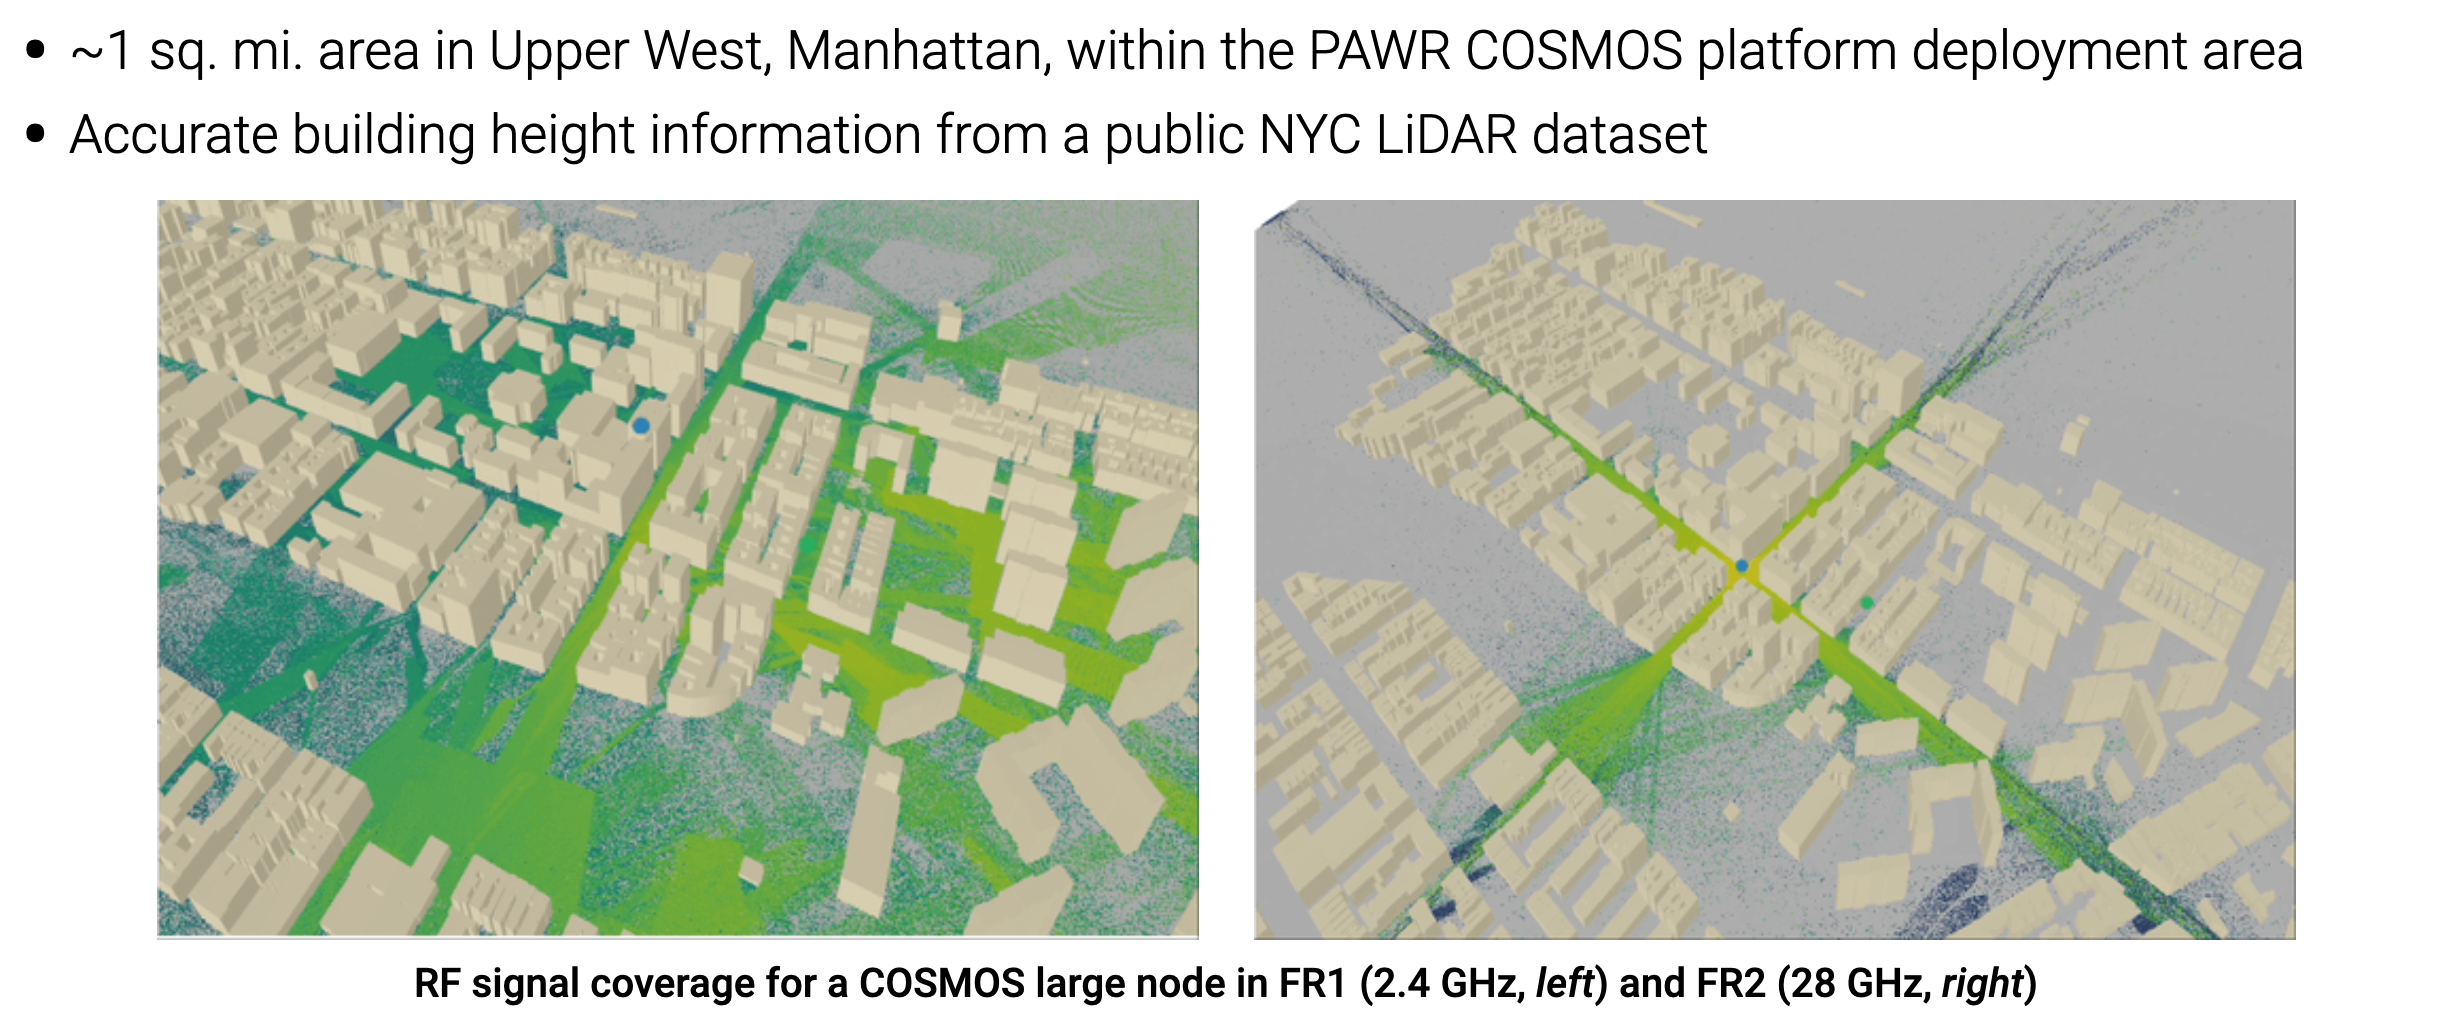 • ~1 sq. mi. area in Upper West, Manhattan, within the PAWR COSMOS platform deployment area
• Accurate building height information from a public NYC LiDAR dataset
RF signal coverage for a COSMOS large node in FR1 (2.4 GHz, left) and FR2 (28 GHz, right)